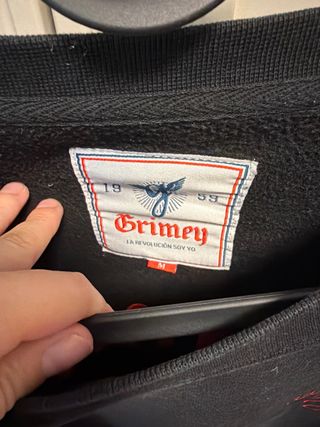 19 59
Grimey
LA REVOLUCIÓN SOY YO
M